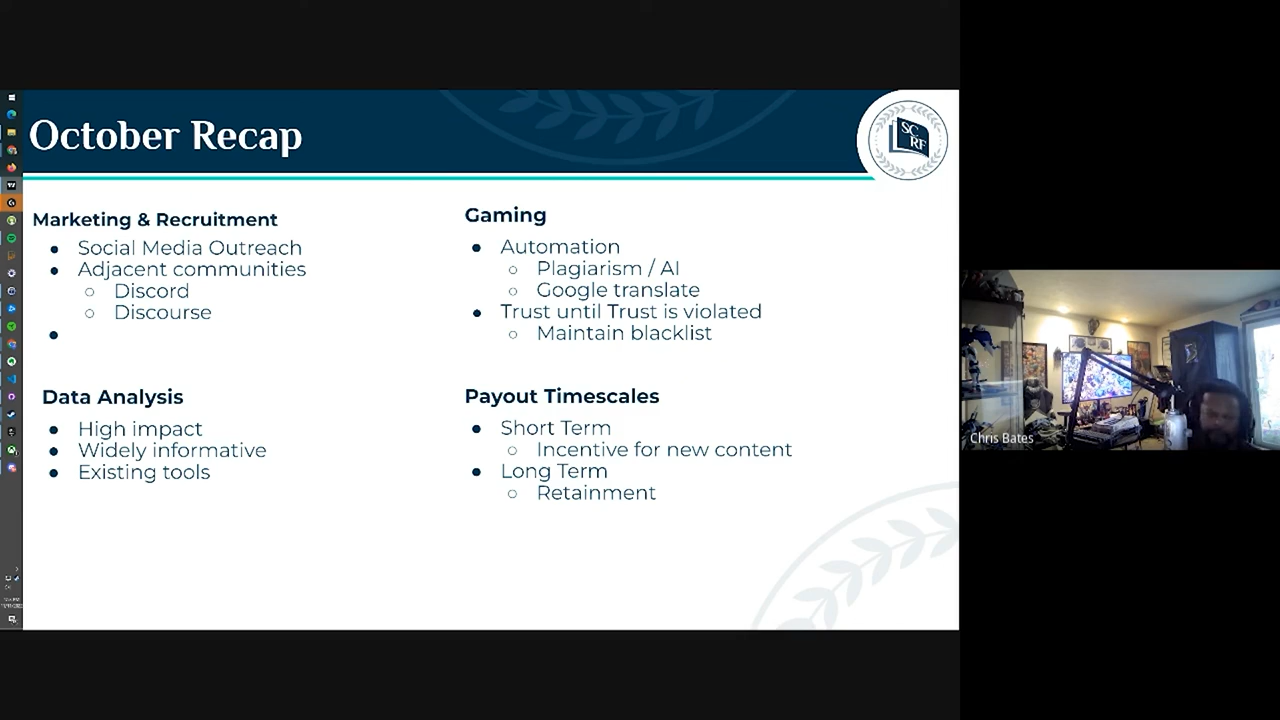 October Recap
SC
RF
Marketing & Recruitment
● Social Media Outreach
● Adjacent communities
○ Discord
○ Discourse
●
Data Analysis
● High impact
● Widely informative
● Existing tools
Gaming
● Automation
○ Plagiarism / AI
○ Google translate
● Trust until Trust is violated
○ Maintain blacklist
Payout Timescales
● Short Term
○ Incentive for new content
● Long Term
○ Retainment
Chris Bates